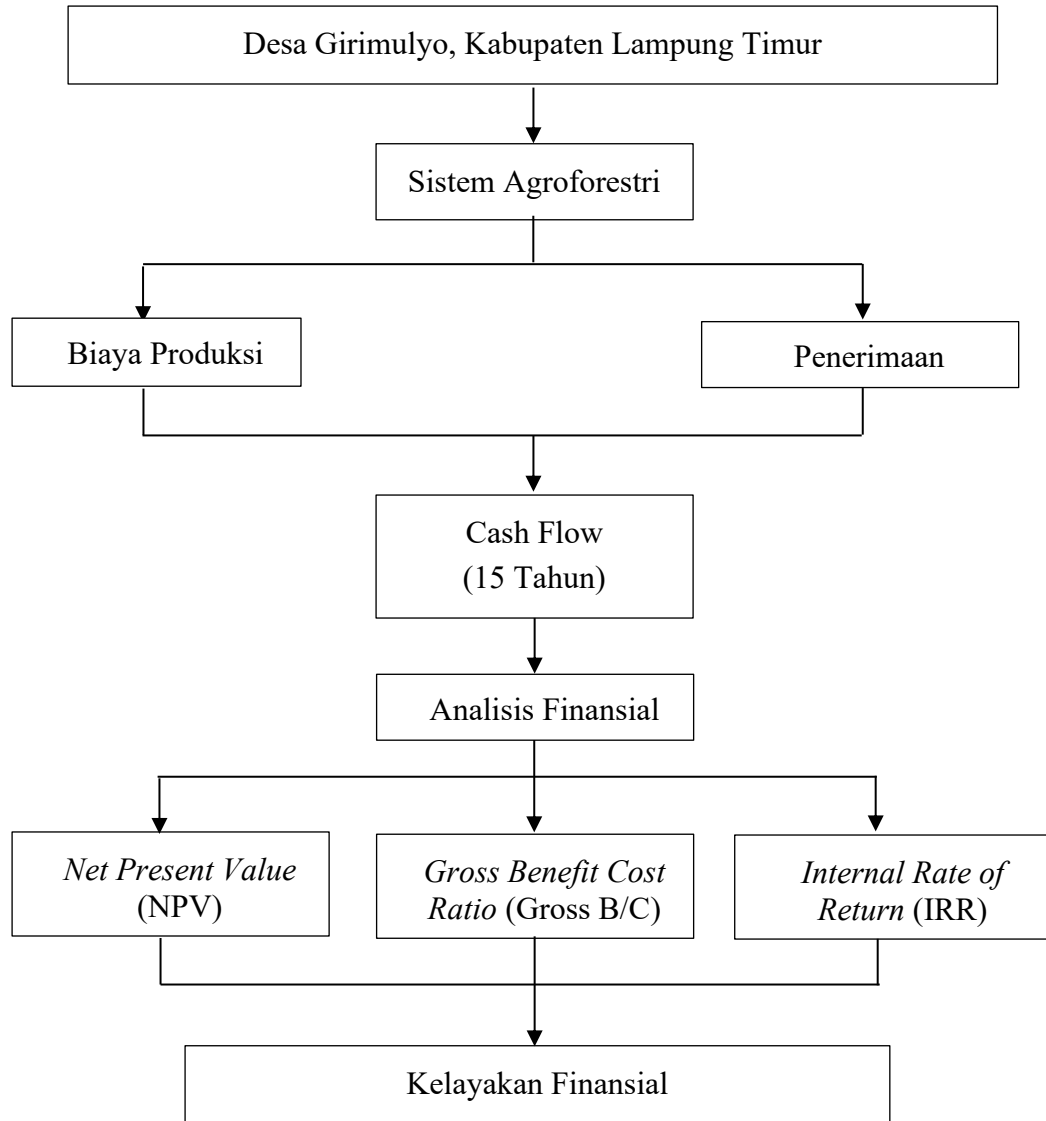 Desa Girimulyo, Kabupaten Lampung Timur
Sistem Agroforestri
Biaya Produksi
Penerimaan
Cash Flow
(15 Tahun)
Analisis Finansial
Net Present Value
(NPV)
Gross Benefit Cost
Ratio (Gross B/C)
Internal Rate of
Return (IRR)
Kelayakan Finansial